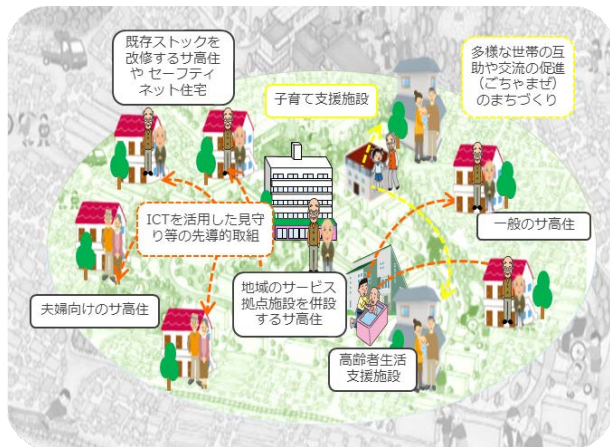 既存ストックを
改修するサ高住
や セーフティ
ネット住宅
子育て支援施設
多様な世帯の互
助や交流の促進
(ごちゃまぜ)
のまちづくり
ICTを活用した見守
り等の先導的取組
一般のサ高住
夫婦向けのサ高住
地域のサービス
拠点施設を併設
するサ高住
高齢者生活
支援施設